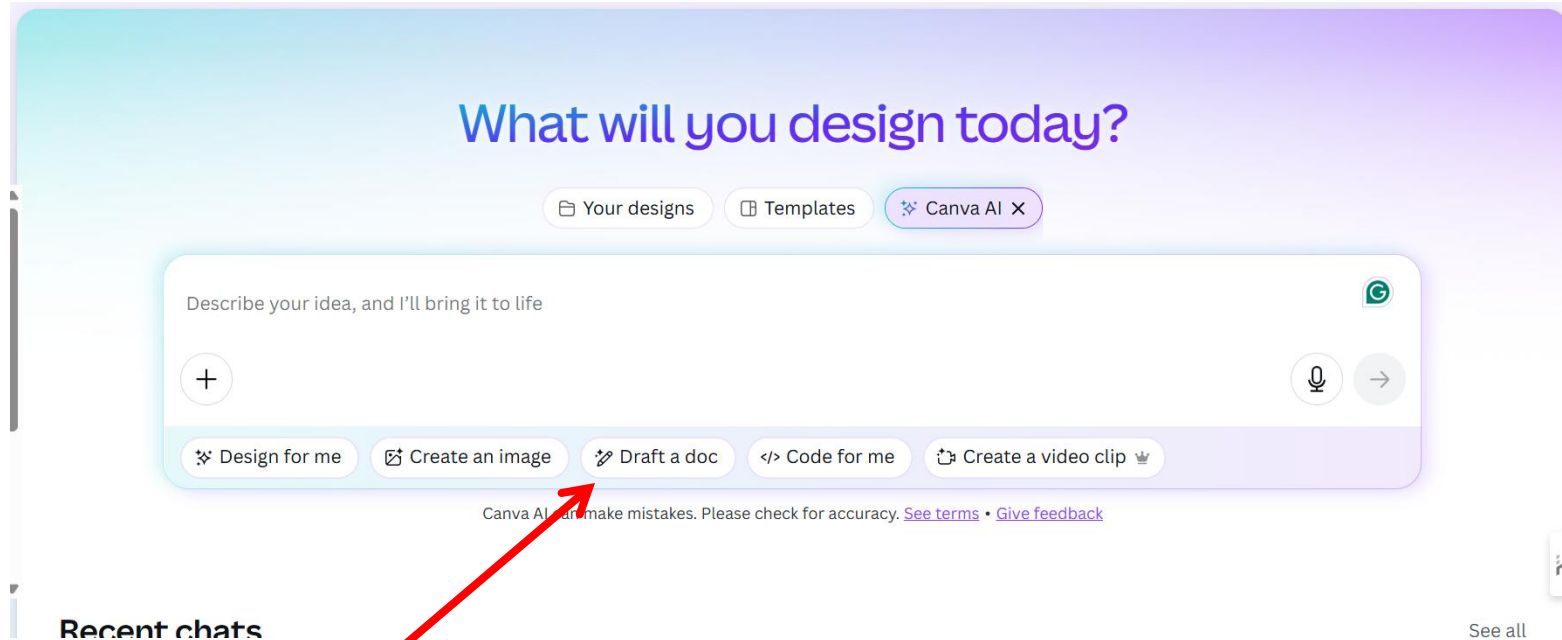 What will you design today?
Your designs Templates Canva AI
Describe your idea, and I’ll bring it to life
Design for me Create an image Draft a doc </> Code for me Create a video clip
Canva AI can make mistakes. Please check for accuracy. See terms • Give feedback
Recent chats See all